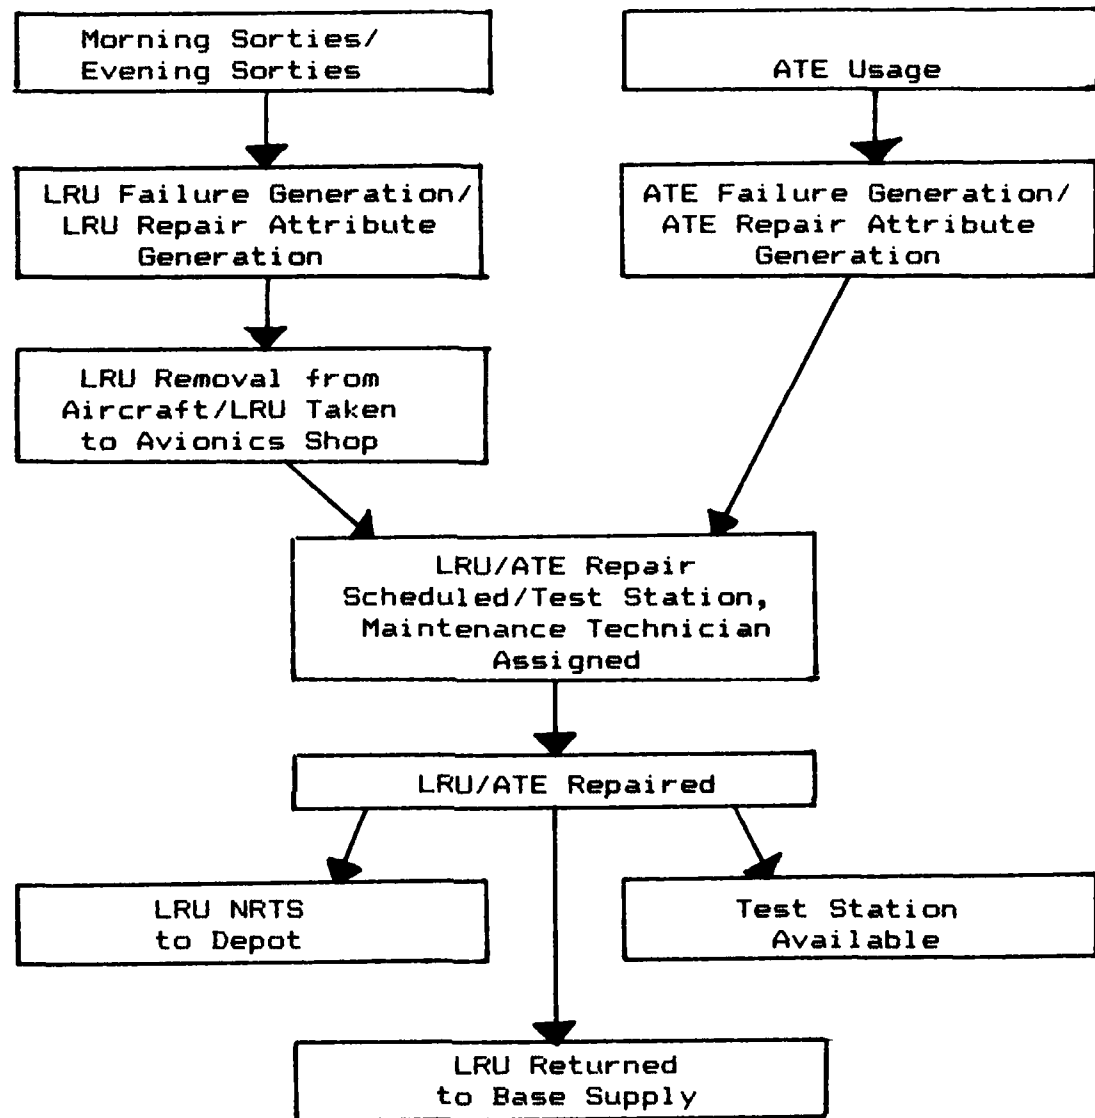 Morning Sorties/
Evening Sorties
ATE Usage
LRU Failure Generation/
LRU Repair Attribute
Generation
ATE Failure Generation/
ATE Repair Attribute
Generation
LRU Removal from
Aircraft/LRU Taken
to Avionics Shop
LRU/ATE Repair
Scheduled/Test Station,
Maintenance Technician
Assigned
LRU/ATE Repaired
LRU NRTS
to Depot
Test Station
Available
LRU Returned
to Base Supply